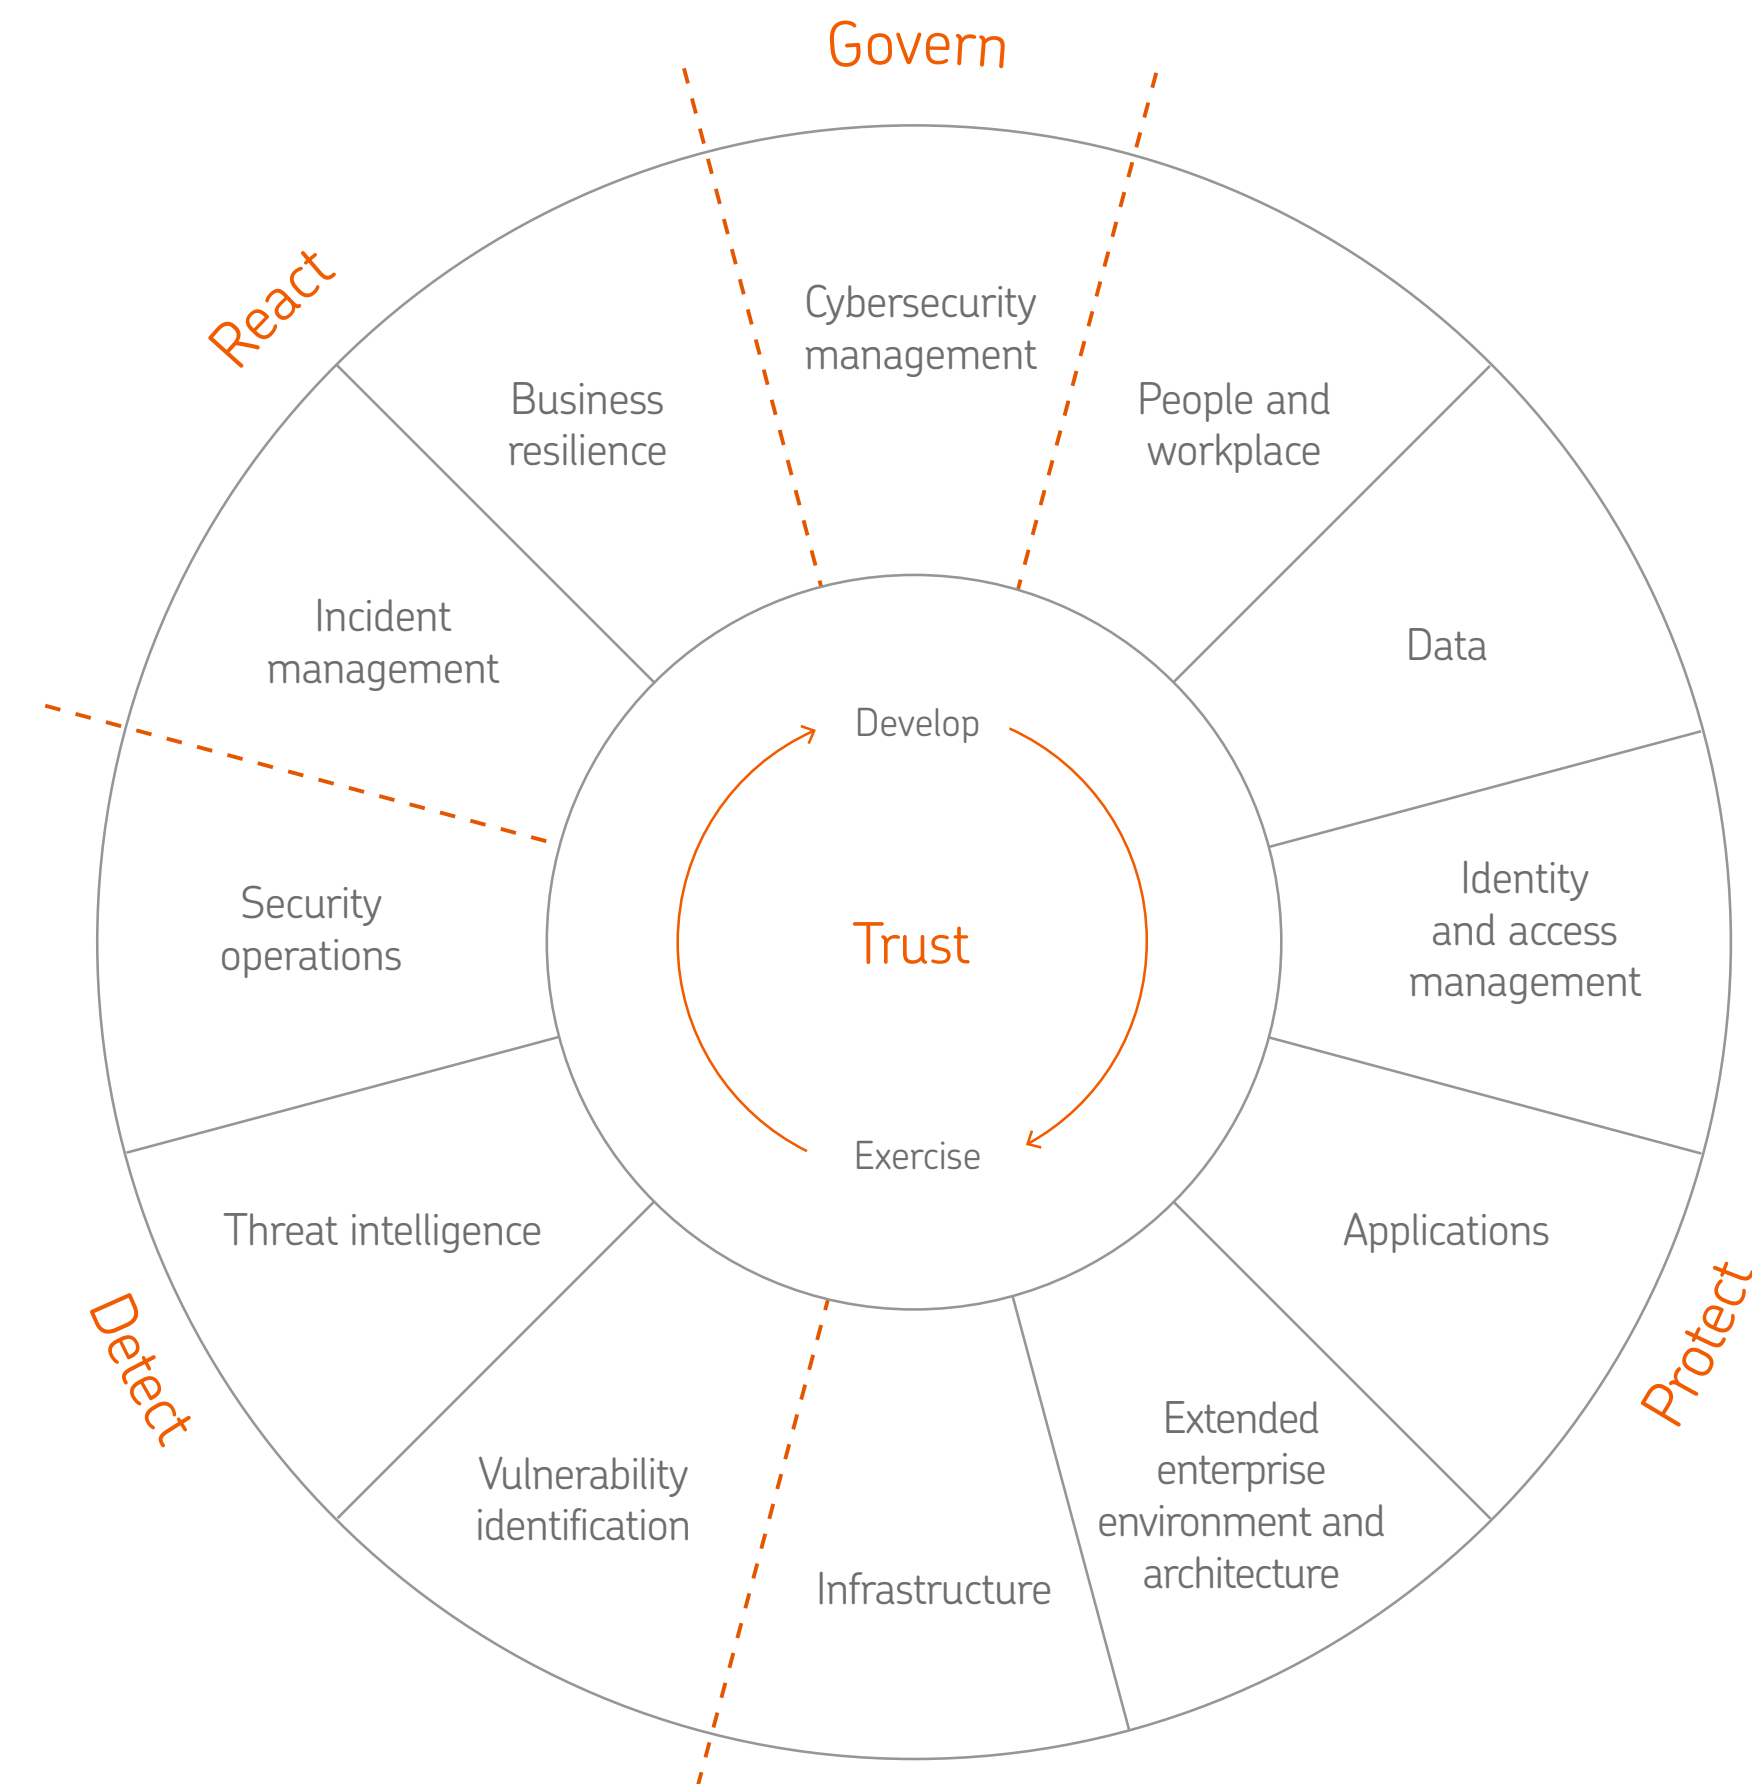 Govern
Cybersecurity
management
People and
workplace
Data
Identity
and access
management
Applications
Protect
Extended
enterprise
environment and
architecture
Infrastructure
Vulnerability
identification
Detect
Threat intelligence
Security
operations
Incident
management
React
Business
resilience
Develop
Trust
Exercise